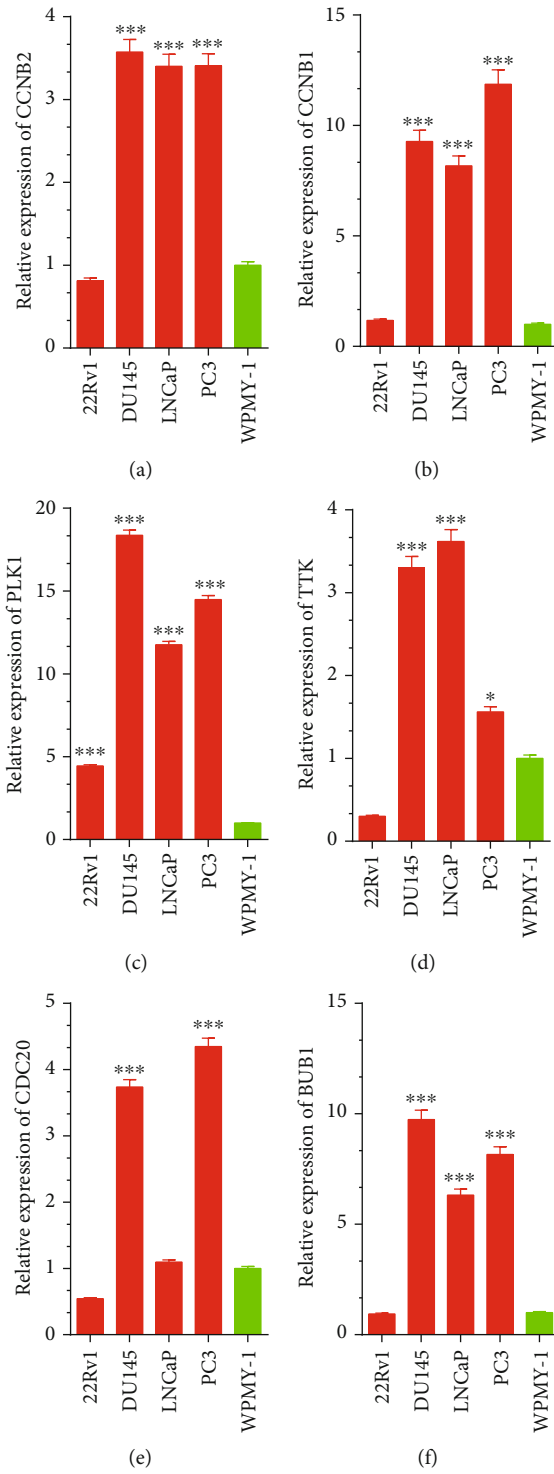 Relative expression of CCNB2
4
3
2
1
0
***
***
***
22Rv1
DU145
LNCaP
PC3
WPMY-1
(a)
Relative expression of CCNB1
15
10
5
0
***
***
***
22Rv1
DU145
LNCaP
PC3
WPMY-1
(b)
Relative expression of PLK1
20
15
10
5
0
***
***
***
***
22Rv1
DU145
LNCaP
PC3
WPMY-1
(c)
Relative expression of TTK
4
3
2
1
0
***
***
*
22Rv1
DU145
LNCaP
PC3
WPMY-1
(d)
Relative expression of CDC20
5
4
3
2
1
0
***
***
22Rv1
DU145
LNCaP
PC3
WPMY-1
(e)
Relative expression of BUB1
15
10
5
0
***
***
***
22Rv1
DU145
LNCaP
PC3
WPMY-1
(f)